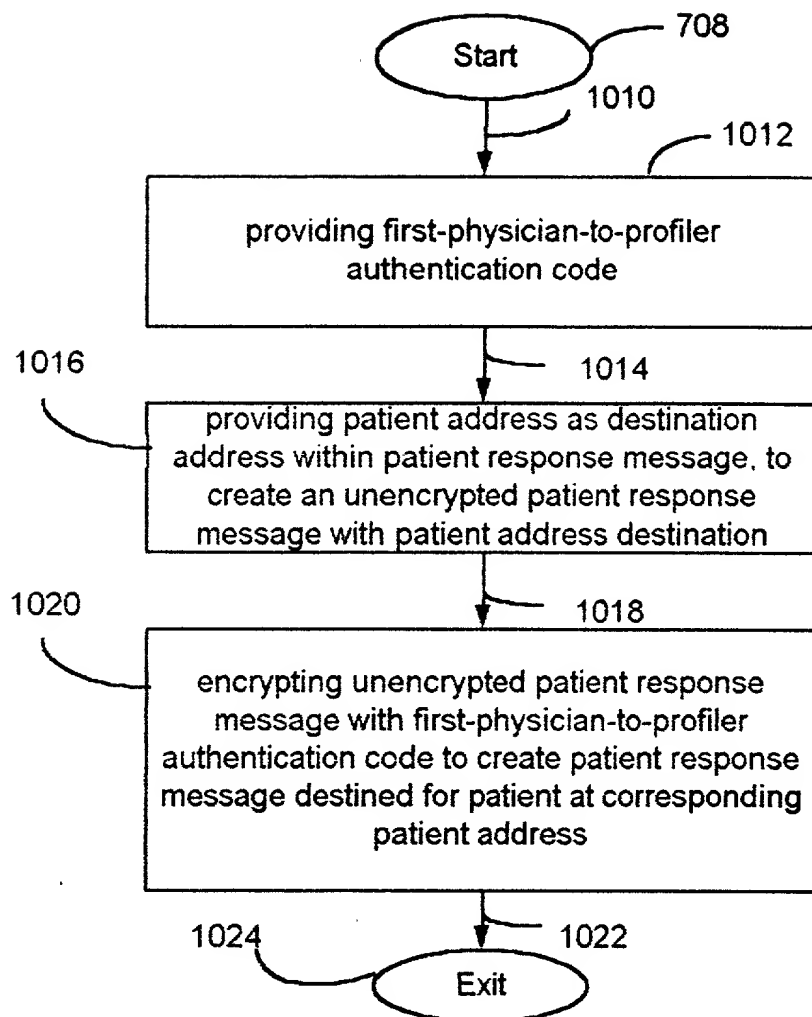 Start
708
1010
1012
providing first-physician-to-profiler
authentication code
1016
1014
providing patient address as destination
address within patient response message, to
create an unencrypted patient response
message with patient address destination
1020
1018
encrypting unencrypted patient response
message with first-physician-to-profiler
authentication code to create patient response
message destined for patient at corresponding
patient address
1024
1022
Exit